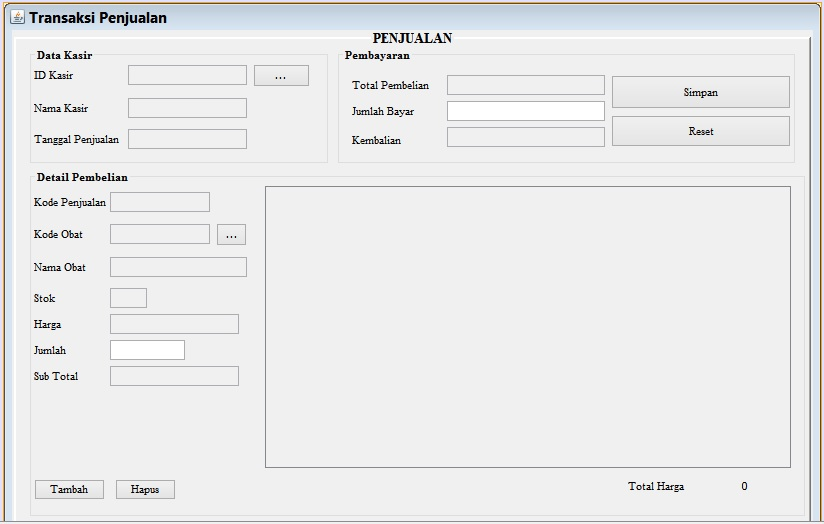 Transaksi Penjualan
PENJUALAN
Data Kasir
ID Kasir
...
Nama Kasir
Tanggal Penjualan
Pembayaran
Total Pembelian
Jumlah Bayar
Kembalian
Simpan
Reset
Detail Pembelian
Kode Penjualan
Kode Obat
...
Nama Obat
Stok
Harga
Jumlah
Sub Total
Tambah
Hapus
Total Harga 0